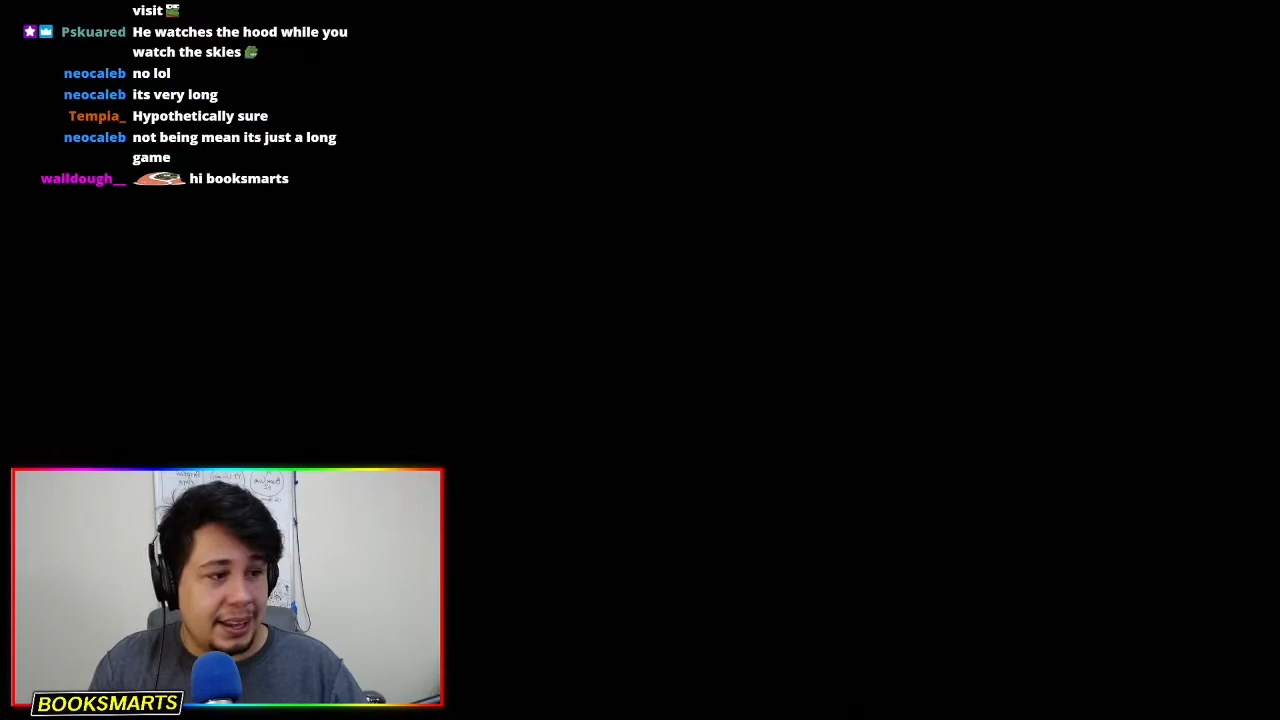 visit
Pskuared He watches the hood while you
watch the skies
neocaleb no lol
neocaleb its very long
Templa_ Hypothetically sure
neocaleb not being mean its just a long
game
walldough__ hi booksmarts
BOOKSMARTS